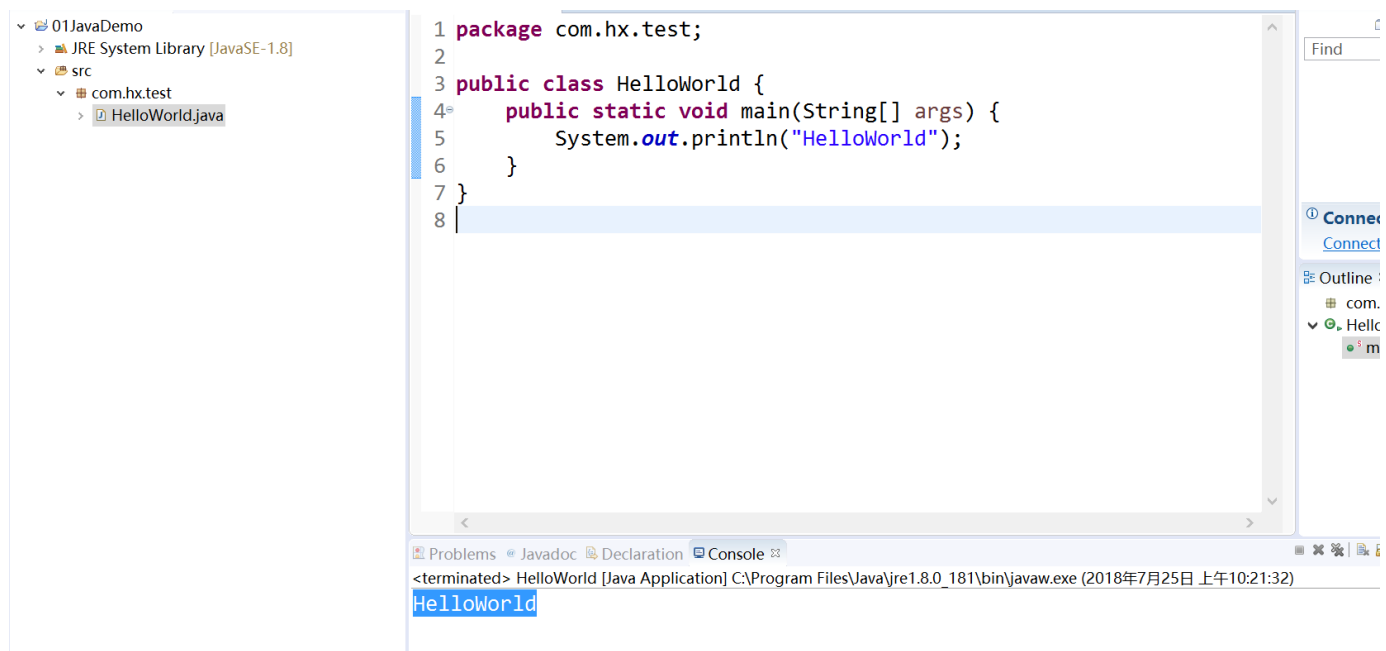 01JavaDemo
JRE System Library [JavaSE-1.8]
src
com.hx.test
HelloWorld.java
1 package com.hx.test;
2
3 public class HelloWorld {
4 public static void main(String[] args) {
5 System.out.println("HelloWorld");
6 }
7 }
8
Find
Connec
Connect
Outline
com.
Hello
m
Problems Javadoc Declaration Console
<terminated> HelloWorld [Java Application] C:\Program Files\Java\jre1.8.0_181\bin\javaw.exe (2018年7月25日 上午10:21:32)
HelloWorld